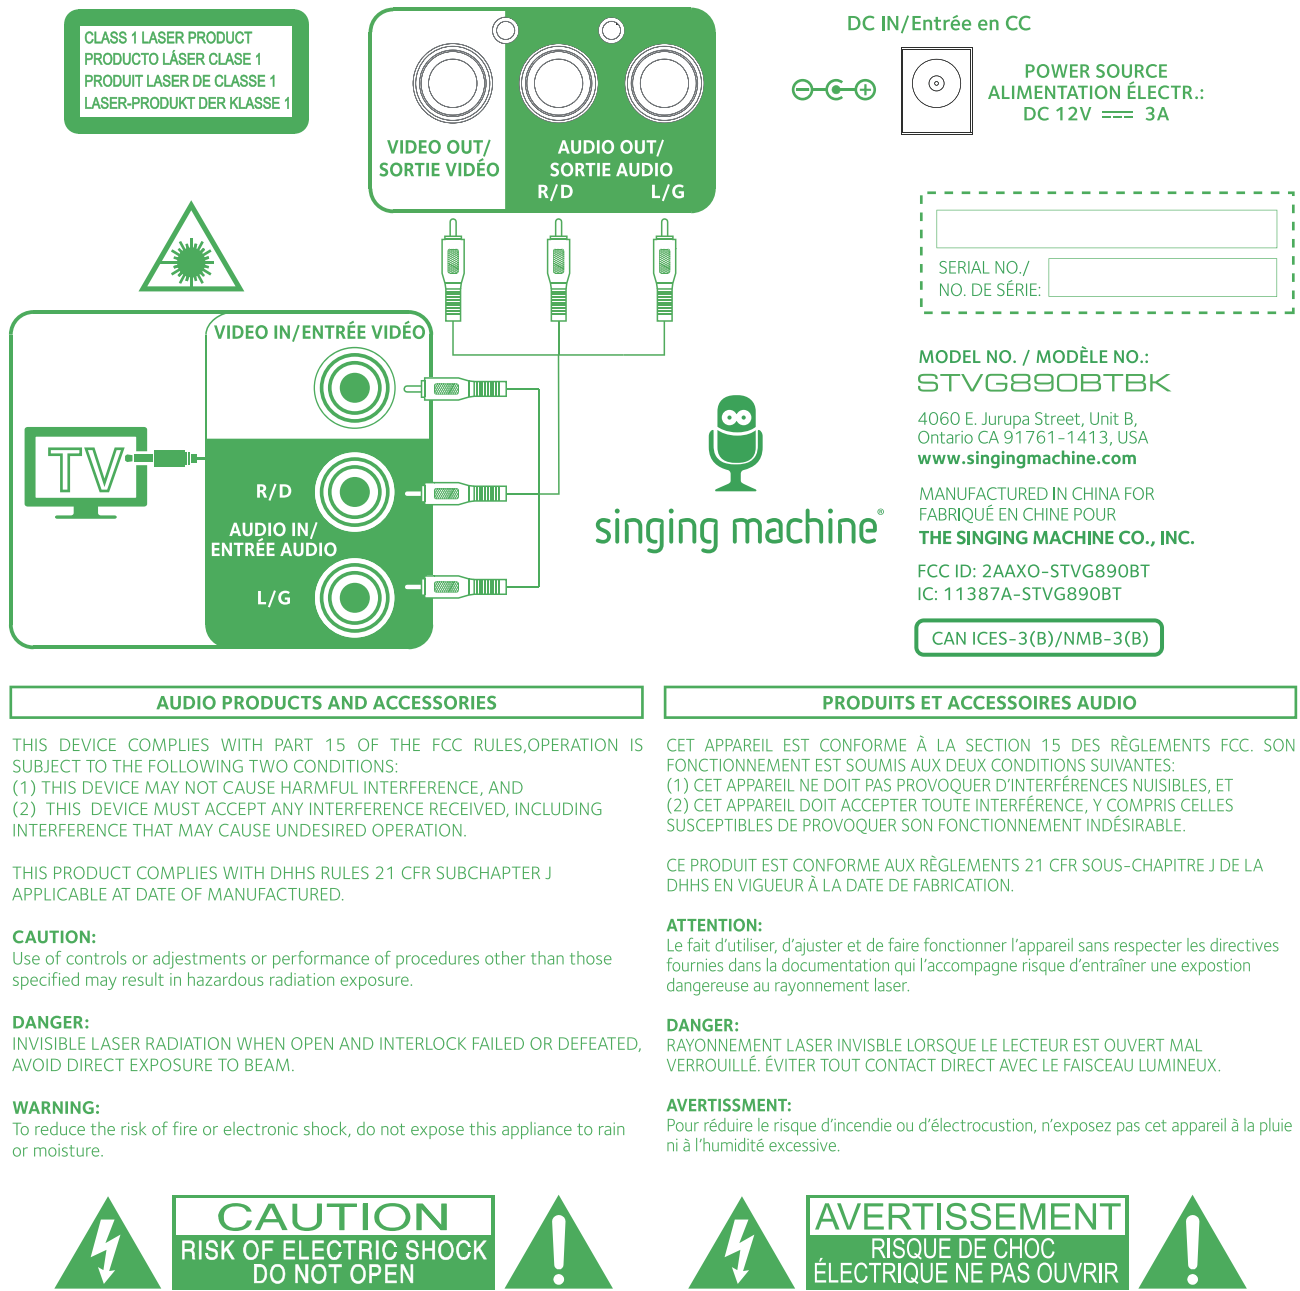 CLASS 1 LASER PRODUCT
PRODUCTO LÁSER CLASE 1
PRODUIT LASER DE CLASSE 1
LASER-PRODUKT DER KLASSE 1
VIDEO OUT/
SORTIE VIDÉO
AUDIO OUT/
SORTIE AUDIO
R/D L/G
DC IN/Entrée en CC
POWER SOURCE
ALIMENTATION ÉLECTR.:
DC 12V 3A
SERIAL NO./
NO. DE SÉRIE:
VIDEO IN/ENTRÉE VIDÉO
TV
R/D
AUDIO IN/
ENTRÉE AUDIO
L/G
singing machine®
MODEL NO. / MODÈLE NO.:
STVG890BTBK
4060 E. Jurupa Street, Unit B,
Ontario CA 91761-1413, USA
www.singingmachine.com
MANUFACTURED IN CHINA FOR
FABRIQUÉ EN CHINE POUR
THE SINGING MACHINE CO., INC.
FCC ID: 2AAXO-STVG890BT
IC: 11387A-STVG890BT
CAN ICES-3(B)/NMB-3(B)
AUDIO PRODUCTS AND ACCESSORIES
THIS DEVICE COMPLIES WITH PART 15 OF THE FCC RULES,OPERATION IS
SUBJECT TO THE FOLLOWING TWO CONDITIONS:
(1) THIS DEVICE MAY NOT CAUSE HARMFUL INTERFERENCE, AND
(2) THIS DEVICE MUST ACCEPT ANY INTERFERENCE RECEIVED, INCLUDING
INTERFERENCE THAT MAY CAUSE UNDESIRED OPERATION.
THIS PRODUCT COMPLIES WITH DHHS RULES 21 CFR SUBCHAPTER J
APPLICABLE AT DATE OF MANUFACTURED.
CAUTION:
Use of controls or adjestments or performance of procedures other than those
specified may result in hazardous radiation exposure.
DANGER:
INVISIBLE LASER RADIATION WHEN OPEN AND INTERLOCK FAILED OR DEFEATED,
AVOID DIRECT EXPOSURE TO BEAM.
WARNING:
To reduce the risk of fire or electronic shock, do not expose this appliance to rain
or moisture.
CAUTION
RISK OF ELECTRIC SHOCK
DO NOT OPEN
PRODUITS ET ACCESSOIRES AUDIO
CET APPAREIL EST CONFORME À LA SECTION 15 DES RÈGLEMENTS FCC. SON
FONCTIONNEMENT EST SOUMIS AUX DEUX CONDITIONS SUIVANTES:
(1) CET APPAREIL NE DOIT PAS PROVOQUER D'INTERFÉRENCES NUISIBLES, ET
(2) CET APPAREIL DOIT ACCEPTER TOUTE INTERFÉRENCE, Y COMPRIS CELLES
SUSCEPTIBLES DE PROVOQUER SON FONCTIONNEMENT INDÉSIRABLE.
CE PRODUIT EST CONFORME AUX RÈGLEMENTS 21 CFR SOUS-CHAPITRE J DE LA
DHHS EN VIGUEUR À LA DATE DE FABRICATION.
ATTENTION:
Le fait d'utiliser, d'ajuster et de faire fonctionner l'appareil sans respecter les directives
fournies dans la documentation qui l'accompagne risque d'entraîner une expostion
dangereuse au rayonnement laser.
DANGER:
RAYONNEMENT LASER INVISBLE LORSQUE LE LECTEUR EST OUVERT MAL
VERROUILLÉ. ÉVITER TOUT CONTACT DIRECT AVEC LE FAISCEAU LUMINEUX.
AVERTISSMENT:
Pour réduire le risque d'incendie ou d'électrocustion, n'exposez pas cet appareil à la pluie
ni à l'humidité excessive.
AVERTISSEMENT
RISQUE DE CHOC
ÉLECTRIQUE NE PAS OUVRIR